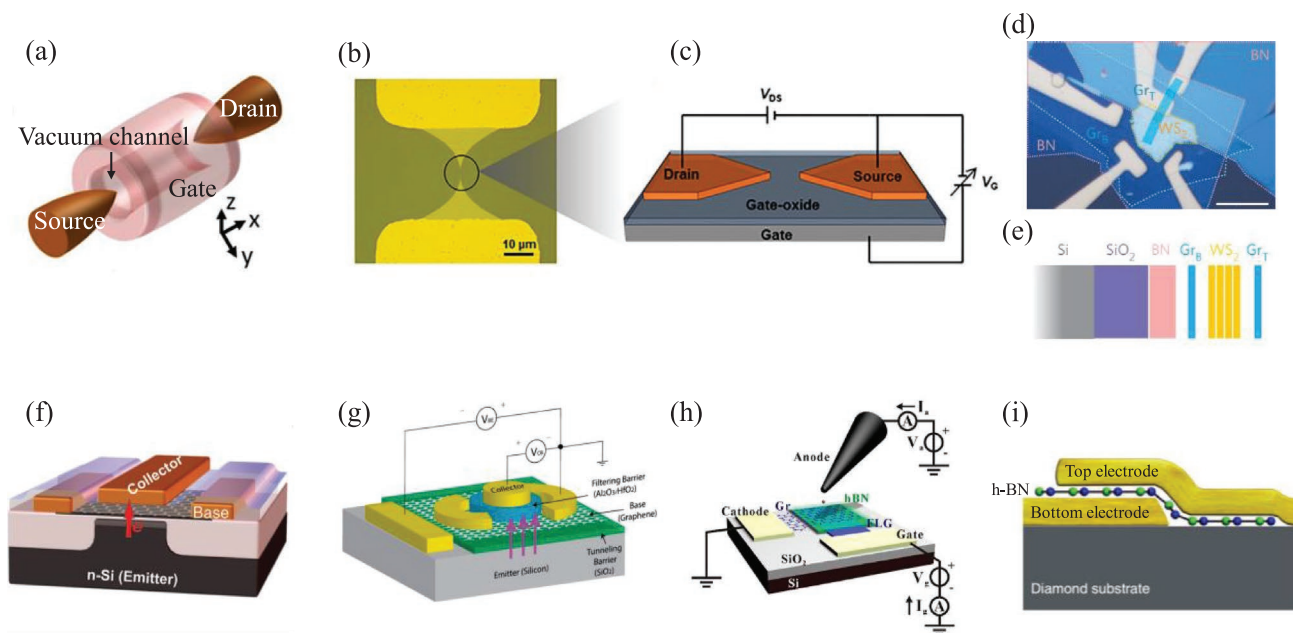 (a)
Drain
Vacuum channel
Gate
Source
z
x
y
(b)
10 µm
(c)
V_DS
Drain
Source
V_G
Gate-oxide
Gate
(d)
BN
Gr_T
WS_2
Gr_B
BN
(e)
Si SiO_2 BN Gr_B WS_2 Gr_T
(f)
Collector
Base
e
n-Si (Emitter)
(g)
- +
V_BE
+ -
V_CB
Collector
Filtering Barrier
(Al_2O_3/HfO_2)
Base
(Graphene)
Emitter (Silicon)
Tunneling
Barrier
(SiO_2)
(h)
I_a
A
+
V_a
-
Anode
hBN
Gr
Cathode
FLG
Gate
SiO_2
Si
V_g
+
-
I_g
A
(i)
Top electrode
h-BN
Bottom electrode
Diamond substrate